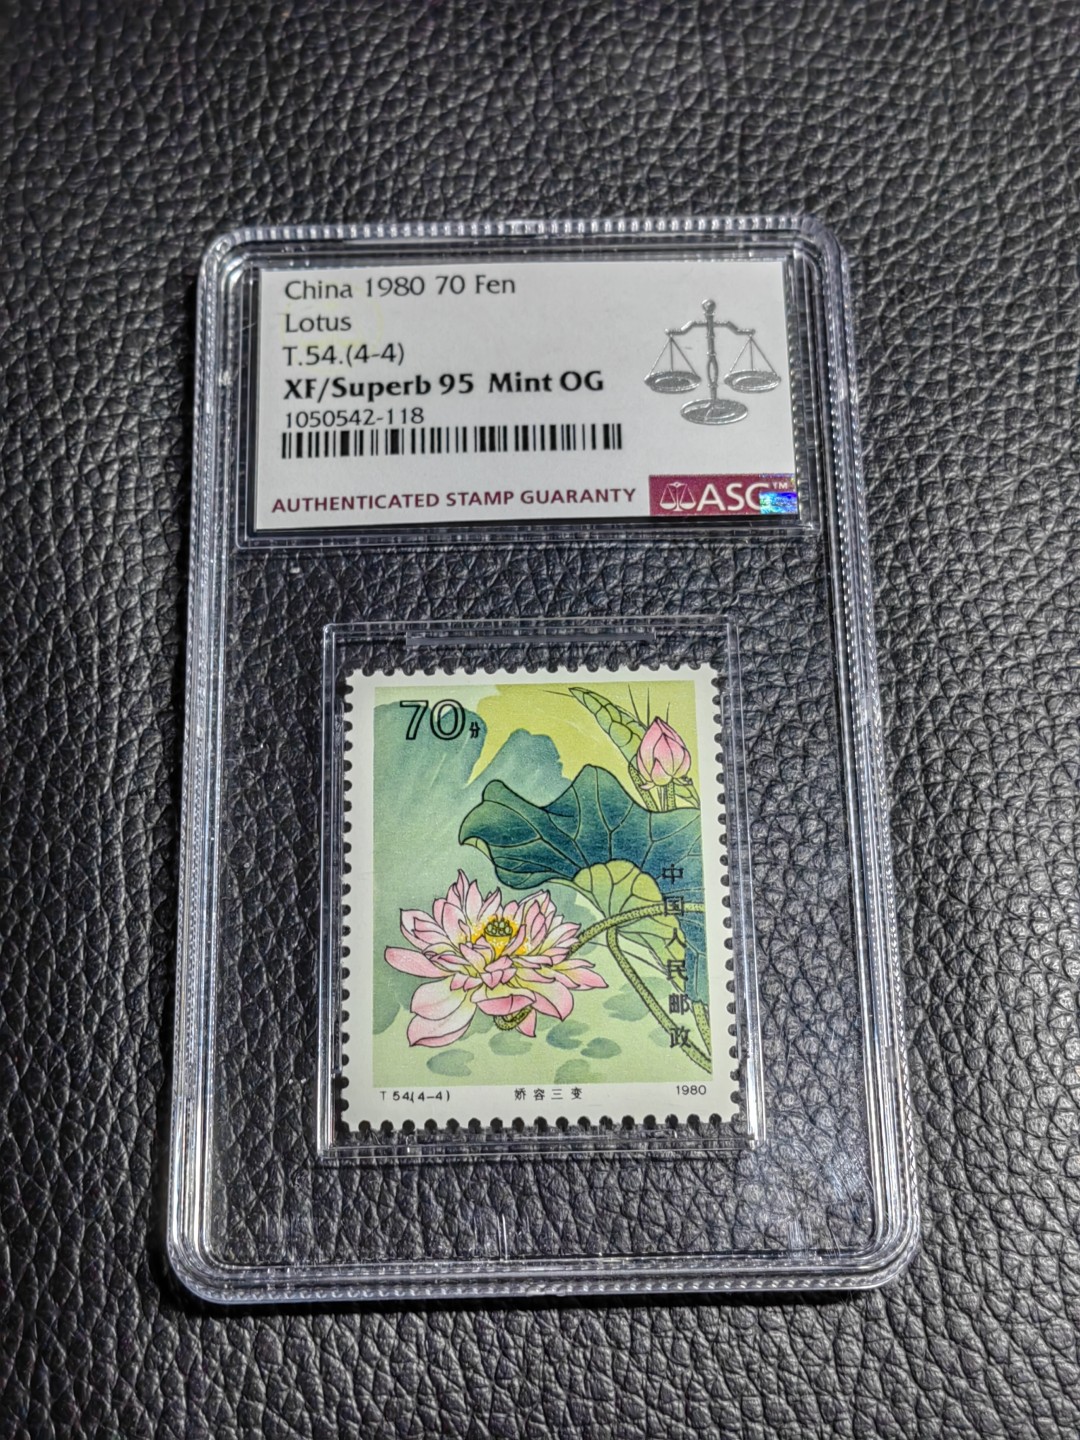 China 1980 70 Fen
Lotus
T.54.(4-4)
XF/Superb 95 Mint OG
1050542-118
AUTHENTICATED STAMP GUARANTY
ASG™
70分
中国人民邮政
T 54(4-4) 娇容三变 1980